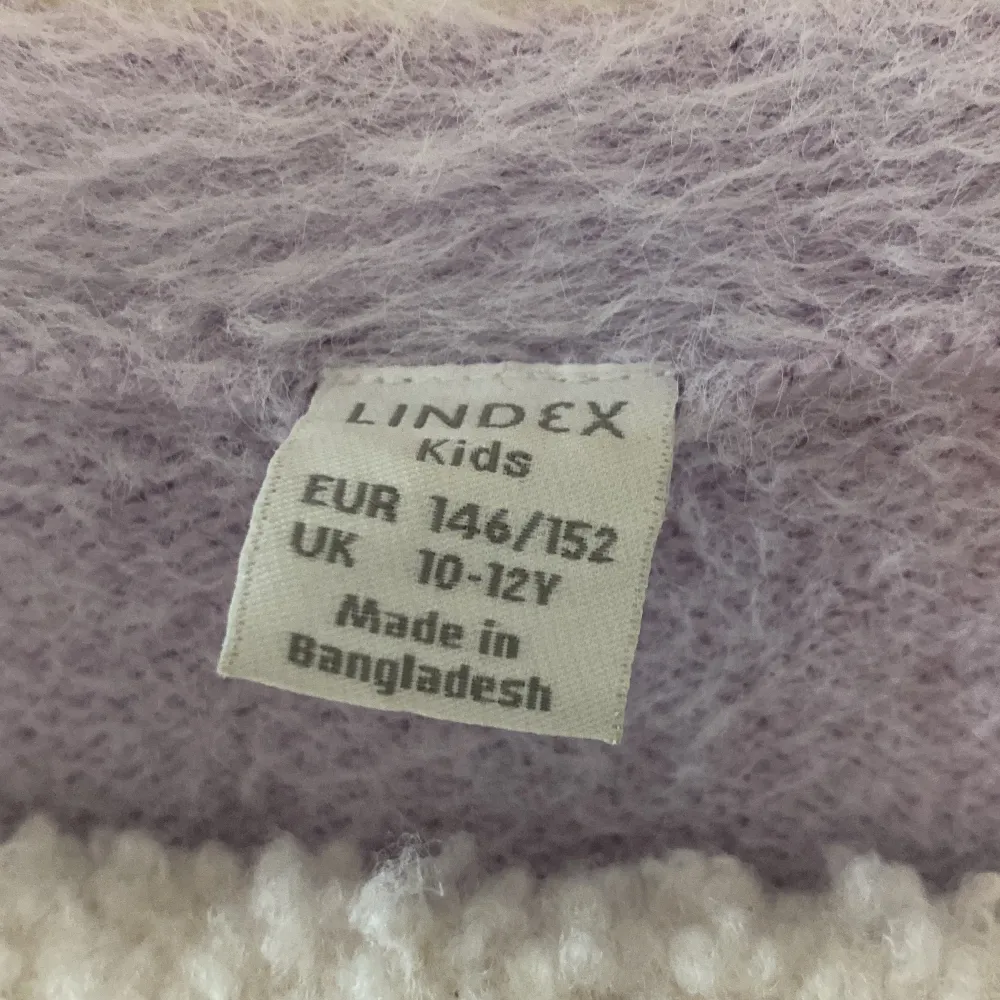 LINDEX
Kids
EUR 146/152
UK 10-12Y
Made in
Bangladesh